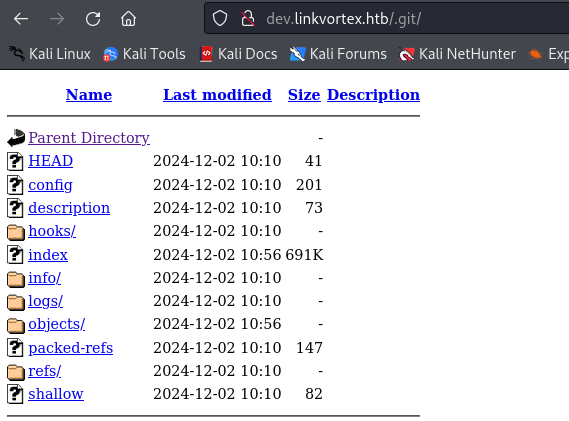 dev.linkvortex.htb/.git/
Kali Linux Kali Tools Kali Docs Kali Forums Kali NetHunter Exp
Name Last modified Size Description
Parent Directory -
HEAD 2024-12-02 10:10 41
config 2024-12-02 10:10 201
description 2024-12-02 10:10 73
hooks/ 2024-12-02 10:10 -
index 2024-12-02 10:56 691K
info/ 2024-12-02 10:10 -
logs/ 2024-12-02 10:10 -
objects/ 2024-12-02 10:56 -
packed-refs 2024-12-02 10:10 147
refs/ 2024-12-02 10:10 -
shallow 2024-12-02 10:10 82